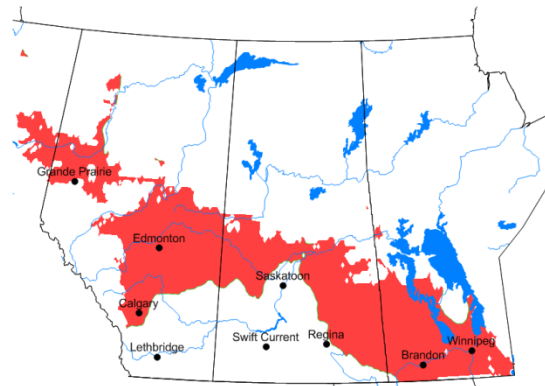 Grande Prairie
Edmonton
Saskatoon
Calgary
Swift Current
Regina
Winnipeg
Lethbridge
Brandon